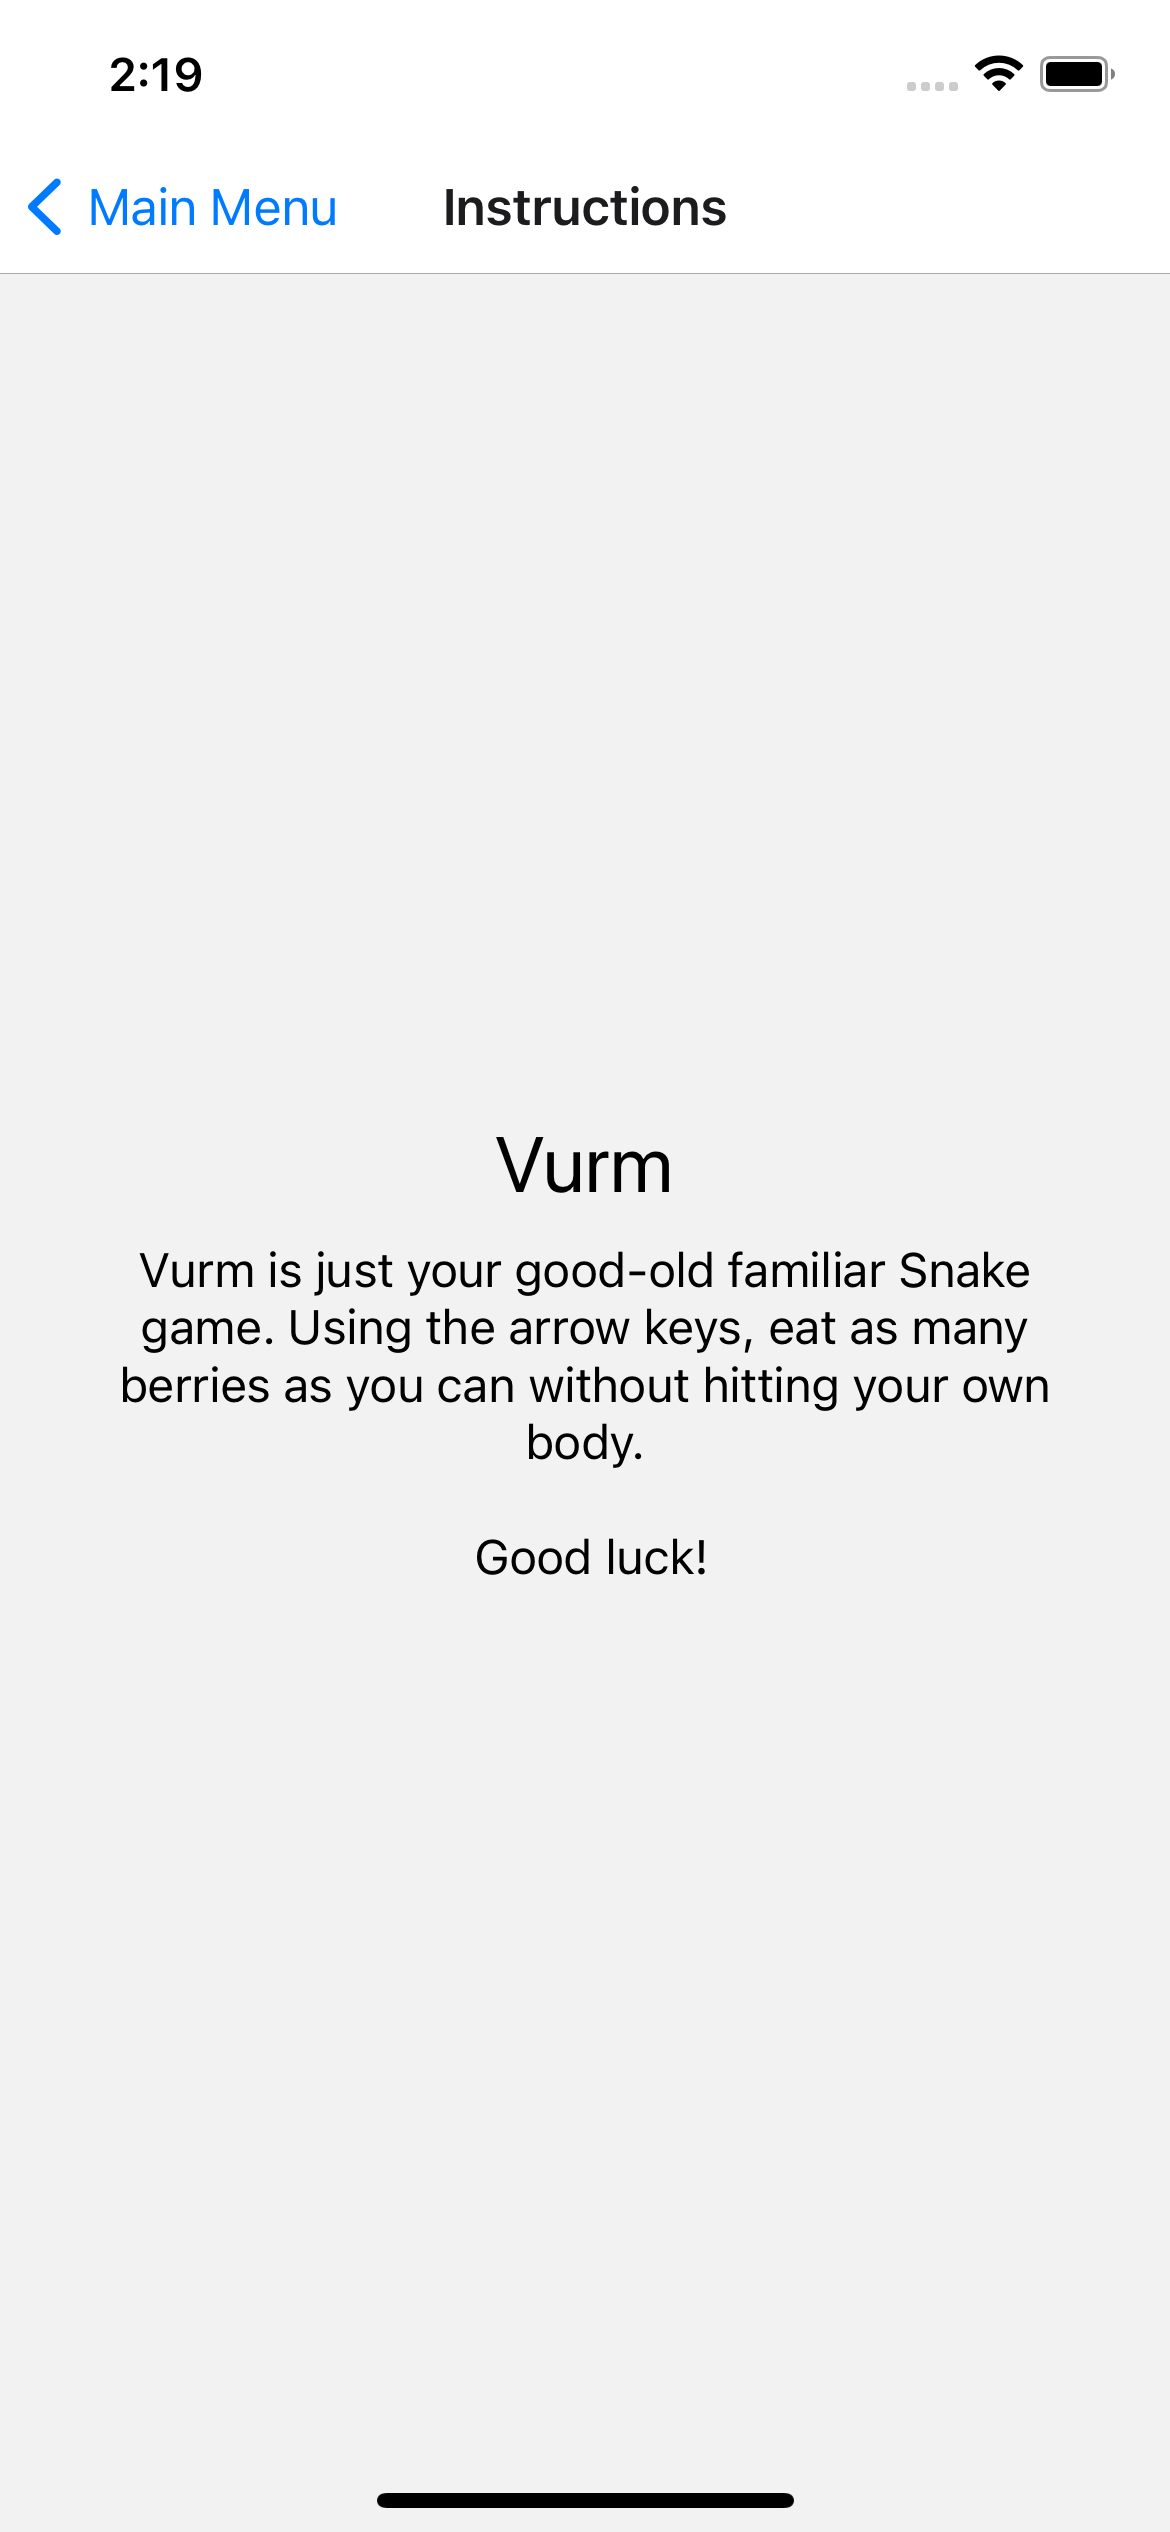 2:19
Main Menu
Instructions
Vurm
Vurm is just your good-old familiar Snake
game. Using the arrow keys, eat as many
berries as you can without hitting your own
body.
Good luck!